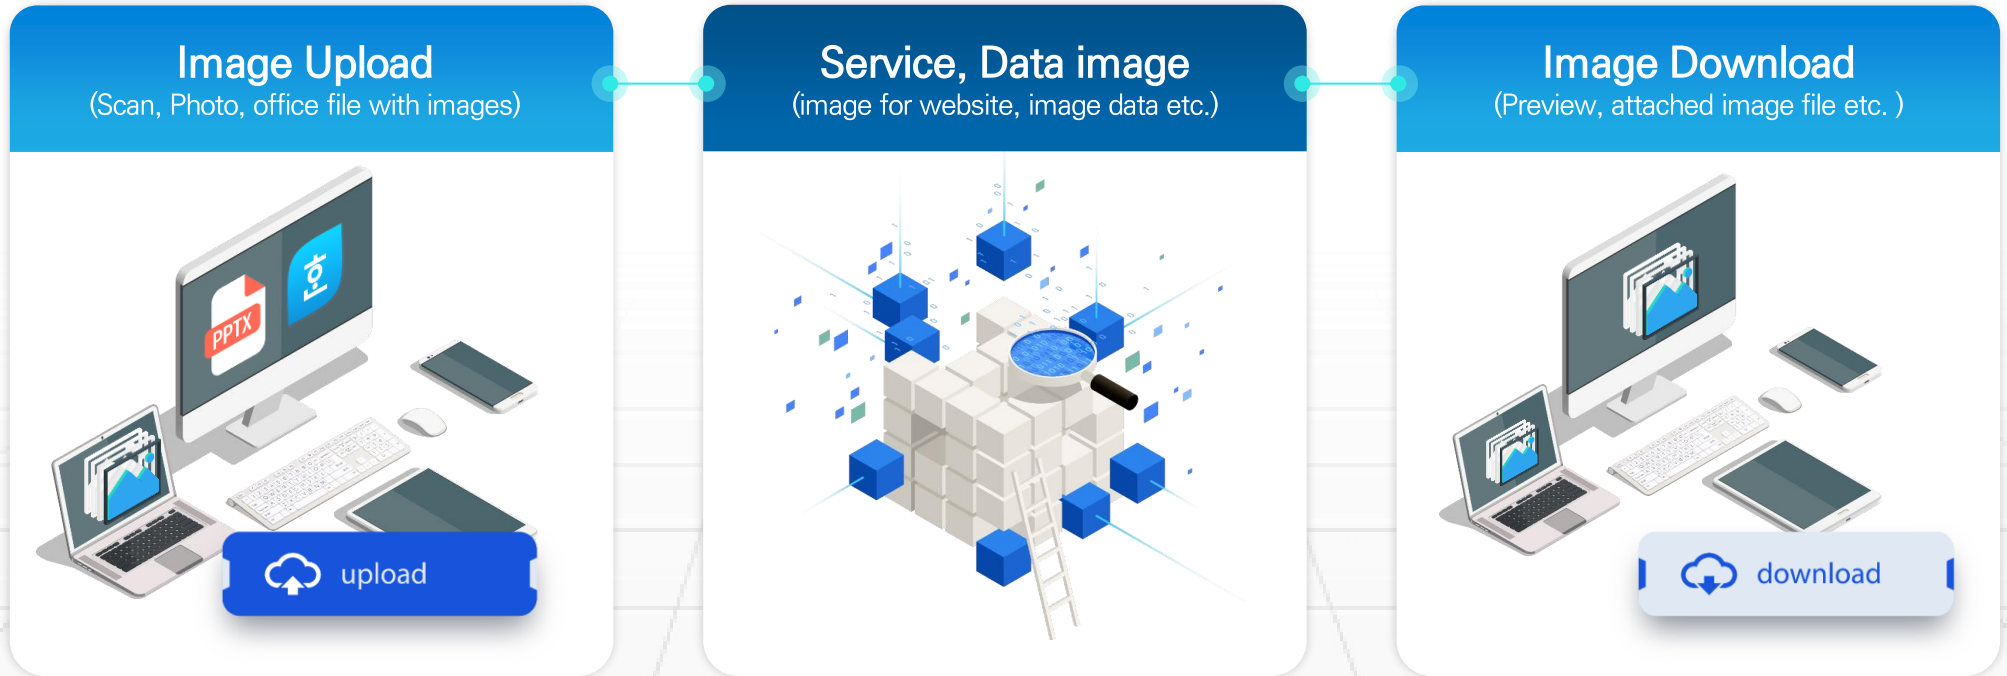 Image Upload
(Scan, Photo, office file with images)
Service, Data image
(image for website, image data etc.)
Image Download
(Preview, attached image file etc. )
PPTX
한
upload
download